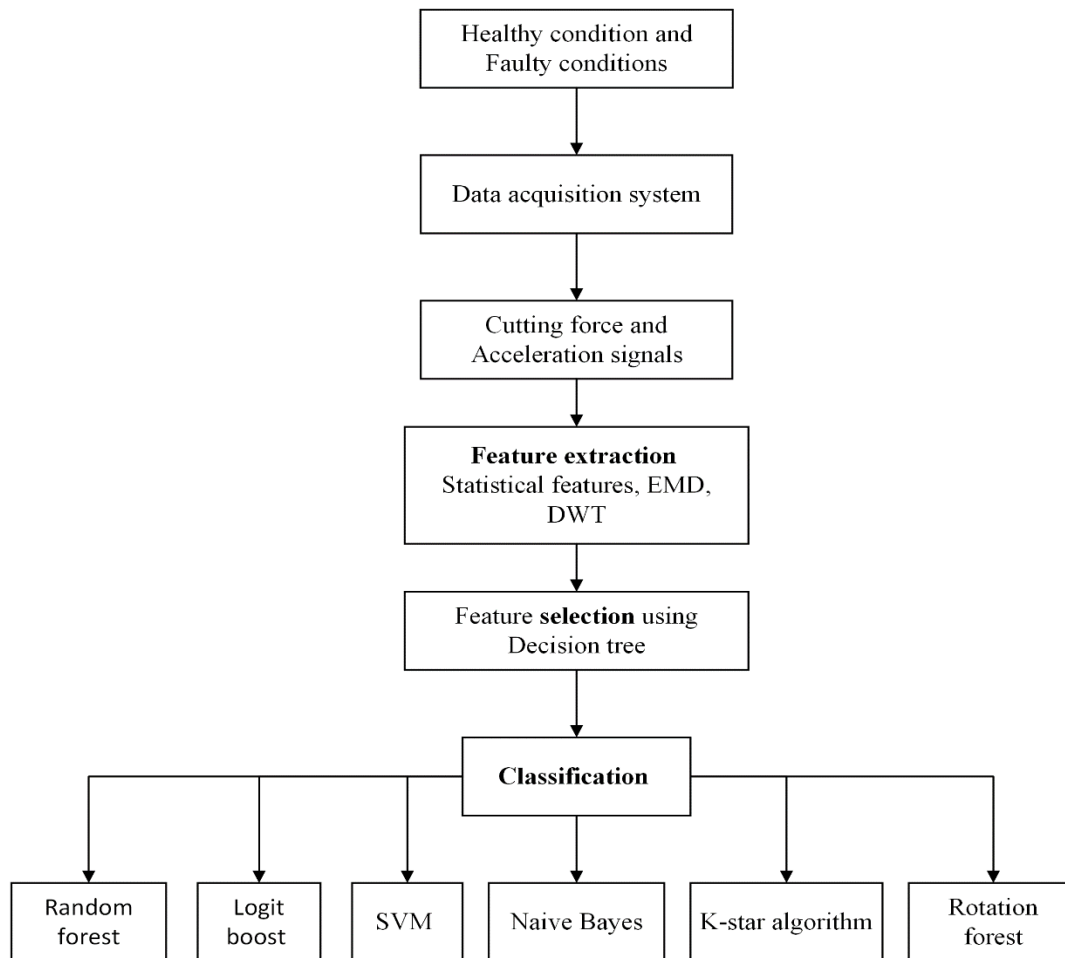 Healthy condition and
Faulty conditions
Data acquisition system
Cutting force and
Acceleration signals
Feature extraction
Statistical features, EMD,
DWT
Feature selection using
Decision tree
Classification
Random
forest
Logit
boost
SVM
Naive Bayes
K-star algorithm
Rotation
forest